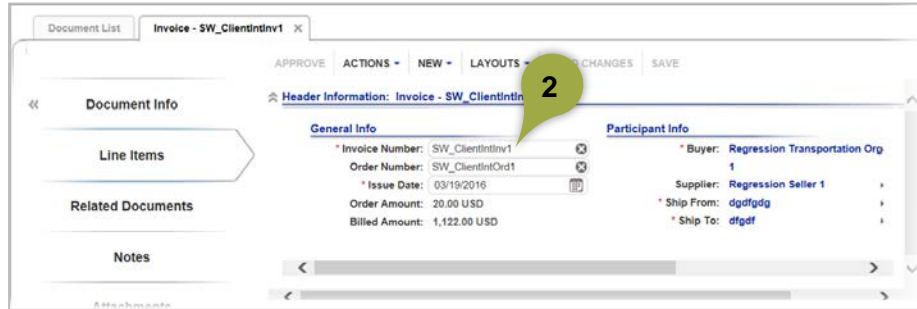 Document List
Invoice - SW_ClientIntInv1 ×
APPROVE ACTIONS NEW LAYOUTS CHANGES SAVE
2
Document Info
Line Items
Related Documents
Notes
Attachments
Header Information: Invoice - SW_ClientIntIn
General Info
* Invoice Number: SW_ClientIntInv1
Order Number: SW_ClientIntOrd1
* Issue Date: 03/19/2016
Order Amount: 20.00 USD
Billed Amount: 1,122.00 USD
Participant Info
* Buyer: Regression Transportation Org
1
Supplier: Regression Seller 1
* Ship From: dgdfgdg
* Ship To: dfgdf